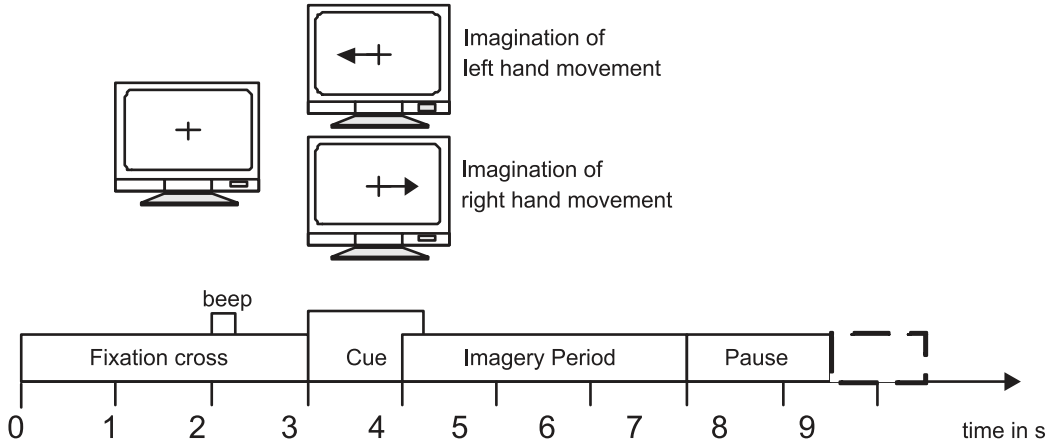 Imagination of
left hand movement
Imagination of
right hand movement
beep
Fixation cross
Cue
Imagery Period
Pause
0 1 2 3 4 5 6 7 8 9 time in s